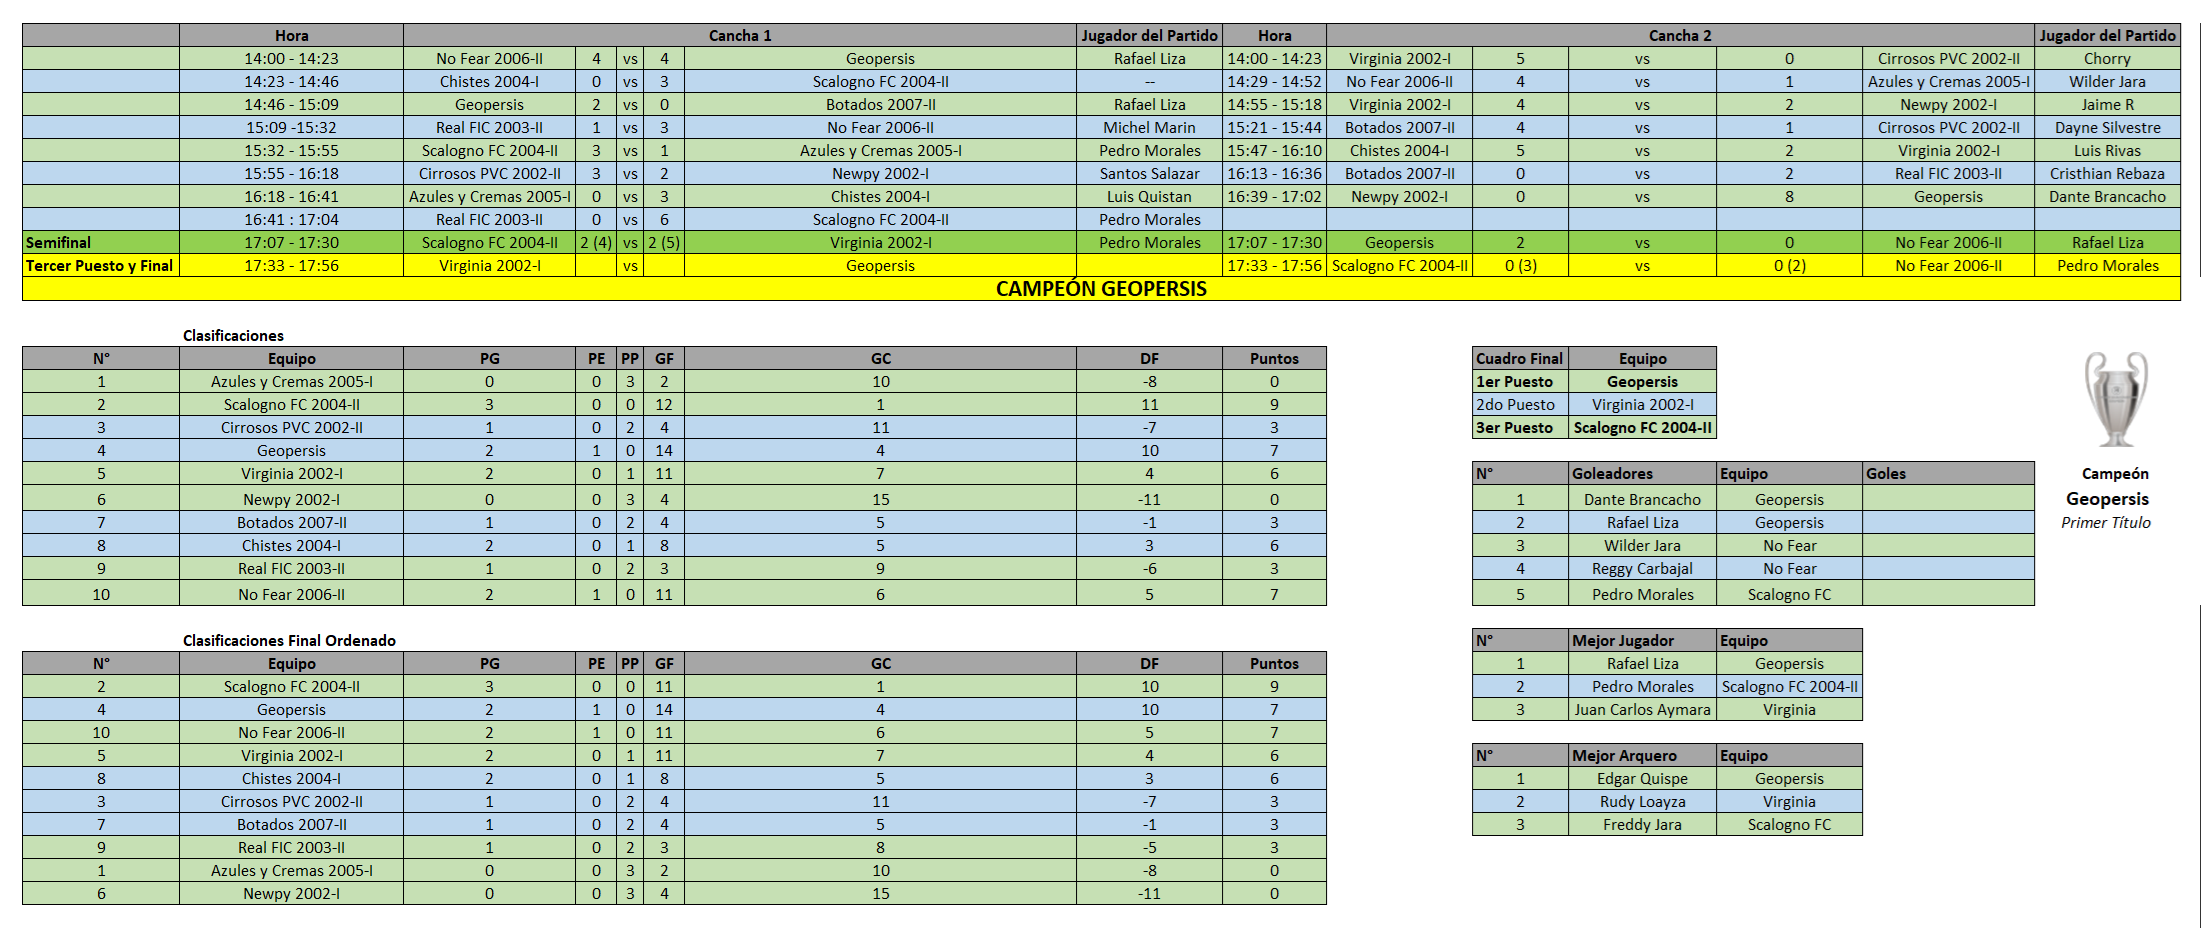 Hora Cancha 1 Jugador del Partido Hora Cancha 2 Jugador del Partido
14:00 - 14:23 No Fear 2006-II 4 vs 4 Geopersis Rafael Liza 14:00 - 14:23 Virginia 2002-I 5 vs 0 Cirrosos PVC 2002-II Chorry
14:23 - 14:46 Chistes 2004-I 0 vs 3 Scalogno FC 2004-II -- 14:29 - 14:52 No Fear 2006-II 4 vs 1 Azules y Cremas 2005-I Wilder Jara
14:46 - 15:09 Geopersis 2 vs 0 Botados 2007-II Rafael Liza 14:55 - 15:18 Virginia 2002-I 4 vs 2 Newpy 2002-I Jaime R
15:09 -15:32 Real FIC 2003-II 1 vs 3 No Fear 2006-II Michel Marin 15:21 - 15:44 Botados 2007-II 4 vs 1 Cirrosos PVC 2002-II Dayne Silvestre
15:32 - 15:55 Scalogno FC 2004-II 3 vs 1 Azules y Cremas 2005-I Pedro Morales 15:47 - 16:10 Chistes 2004-I 5 vs 2 Virginia 2002-I Luis Rivas
15:55 - 16:18 Cirrosos PVC 2002-II 3 vs 2 Newpy 2002-I Santos Salazar 16:13 - 16:36 Botados 2007-II 0 vs 2 Real FIC 2003-II Cristhian Rebaza
16:18 - 16:41 Azules y Cremas 2005-I 0 vs 3 Chistes 2004-I Luis Quistan 16:39 - 17:02 Newpy 2002-I 0 vs 8 Geopersis Dante Brancacho
16:41 : 17:04 Real FIC 2003-II 0 vs 6 Scalogno FC 2004-II Pedro Morales
Semifinal 17:07 - 17:30 Scalogno FC 2004-II 2 (4) vs 2 (5) Virginia 2002-I Pedro Morales 17:07 - 17:30 Geopersis 2 vs 0 No Fear 2006-II Rafael Liza
Tercer Puesto y Final 17:33 - 17:56 Virginia 2002-I vs Geopersis 17:33 - 17:56 Scalogno FC 2004-II 0 (3) vs 0 (2) No Fear 2006-II Pedro Morales
CAMPEÓN GEOPERSIS
Clasificaciones
N° Equipo PG PE PP GF GC DF Puntos
1 Azules y Cremas 2005-I 0 0 3 2 10 -8 0
2 Scalogno FC 2004-II 3 0 0 12 1 11 9
3 Cirrosos PVC 2002-II 1 0 2 4 11 -7 3
4 Geopersis 2 1 0 14 4 10 7
5 Virginia 2002-I 2 0 1 11 7 4 6
6 Newpy 2002-I 0 0 3 4 15 -11 0
7 Botados 2007-II 1 0 2 4 5 -1 3
8 Chistes 2004-I 2 0 1 8 5 3 6
9 Real FIC 2003-II 1 0 2 3 9 -6 3
10 No Fear 2006-II 2 1 0 11 6 5 7
Clasificaciones Final Ordenado
N° Equipo PG PE PP GF GC DF Puntos
2 Scalogno FC 2004-II 3 0 0 11 1 10 9
4 Geopersis 2 1 0 14 4 10 7
10 No Fear 2006-II 2 1 0 11 6 5 7
5 Virginia 2002-I 2 0 1 11 7 4 6
8 Chistes 2004-I 2 0 1 8 5 3 6
3 Cirrosos PVC 2002-II 1 0 2 4 11 -7 3
7 Botados 2007-II 1 0 2 4 5 -1 3
9 Real FIC 2003-II 1 0 2 3 8 -5 3
1 Azules y Cremas 2005-I 0 0 3 2 10 -8 0
6 Newpy 2002-I 0 0 3 4 15 -11 0
Cuadro Final Equipo
1er Puesto Geopersis
2do Puesto Virginia 2002-I
3er Puesto Scalogno FC 2004-II
N° Goleadores Equipo Goles
1 Dante Brancacho Geopersis
2 Rafael Liza Geopersis
3 Wilder Jara No Fear
4 Reggy Carbajal No Fear
5 Pedro Morales Scalogno FC
Campeón
Geopersis
Primer Título
N° Mejor Jugador Equipo
1 Rafael Liza Geopersis
2 Pedro Morales Scalogno FC 2004-II
3 Juan Carlos Aymara Virginia
N° Mejor Arquero Equipo
1 Edgar Quispe Geopersis
2 Rudy Loayza Virginia
3 Freddy Jara Scalogno FC